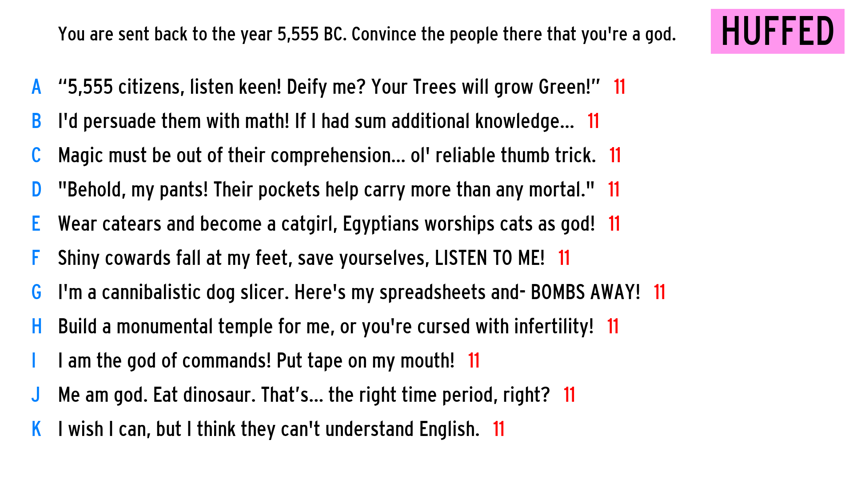 You are sent back to the year 5,555 BC. Convince the people there that you're a god.
HUFFED
A “5,555 citizens, listen keen! Deify me? Your Trees will grow Green!” 11
B I'd persuade them with math! If I had sum additional knowledge... 11
C Magic must be out of their comprehension... ol' reliable thumb trick. 11
D "Behold, my pants! Their pockets help carry more than any mortal." 11
E Wear catears and become a catgirl, Egyptians worships cats as god! 11
F Shiny cowards fall at my feet, save yourselves, LISTEN TO ME! 11
G I'm a cannibalistic dog slicer. Here's my spreadsheets and- BOMBS AWAY! 11
H Build a monumental temple for me, or you're cursed with infertility! 11
I I am the god of commands! Put tape on my mouth! 11
J Me am god. Eat dinosaur. That’s... the right time period, right? 11
K I wish I can, but I think they can't understand English. 11